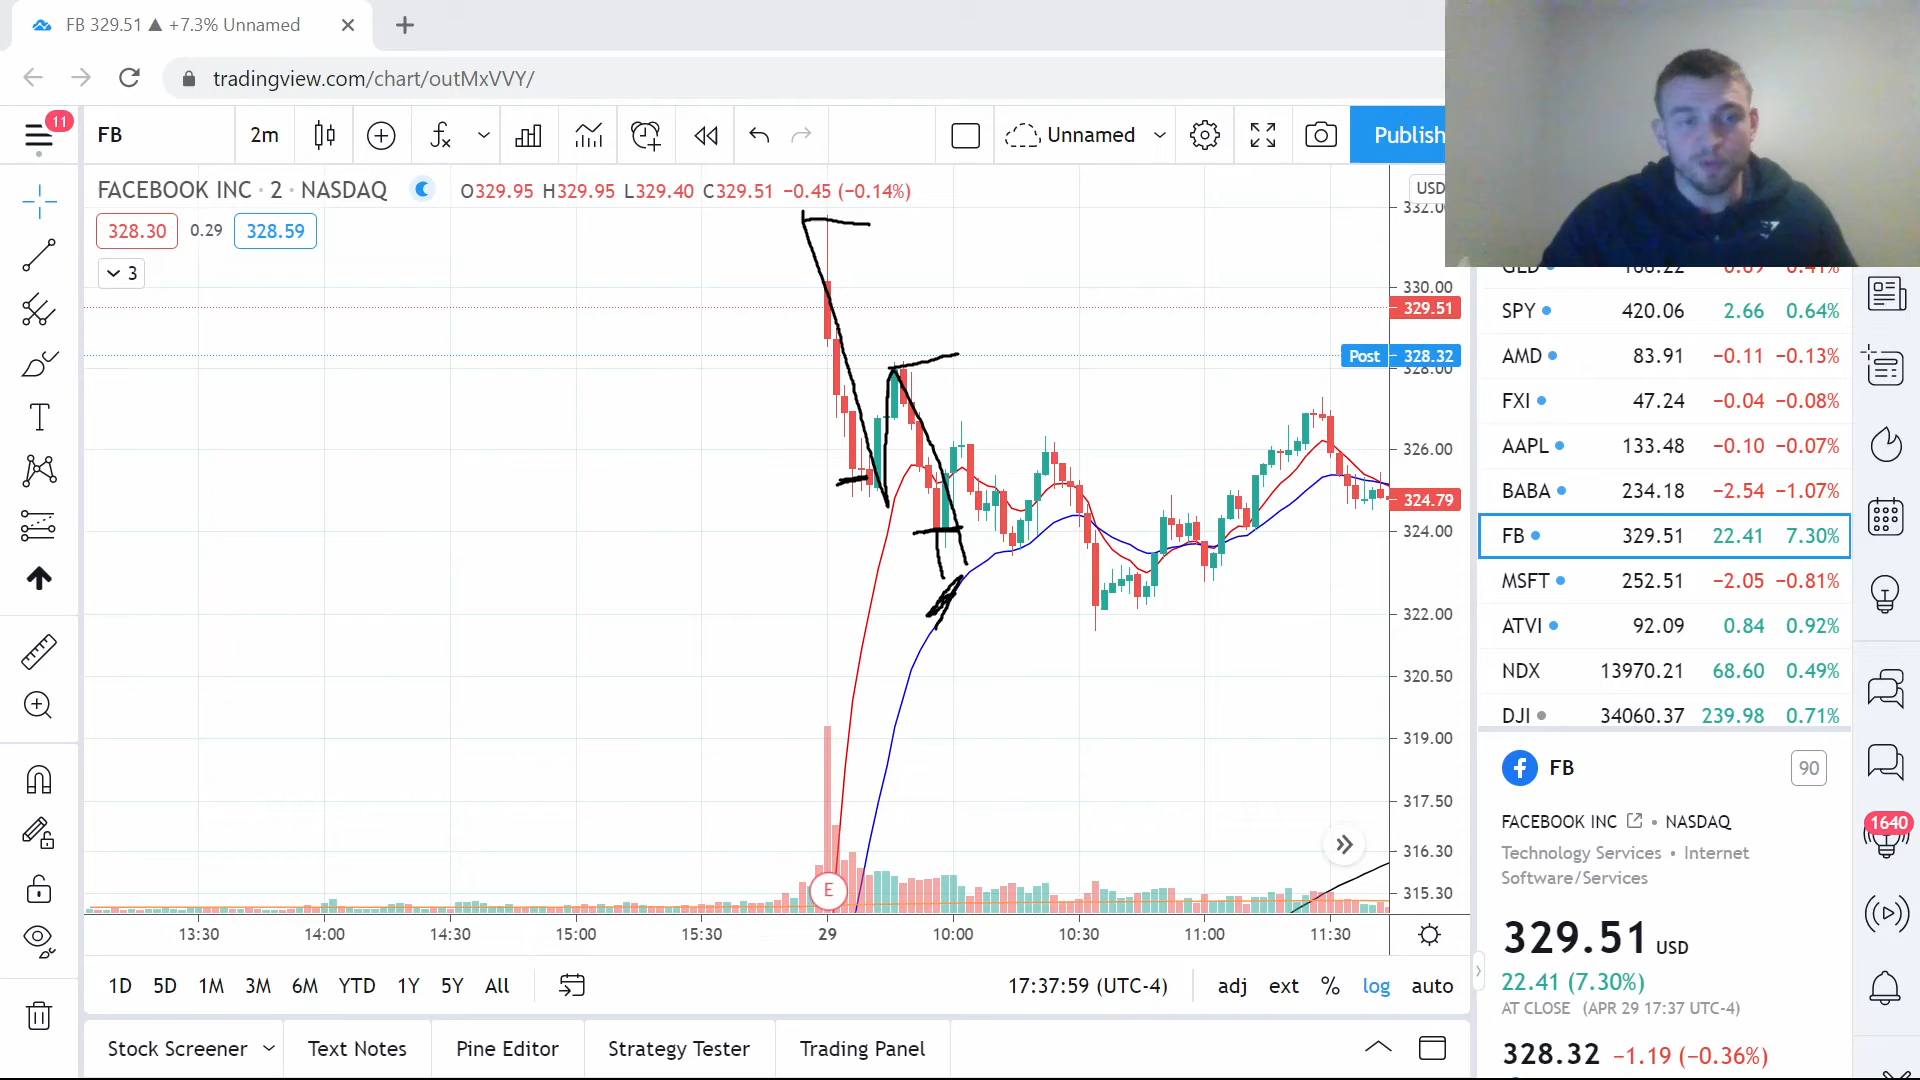 FB 329.51 ▲ +7.3% Unnamed
tradingview.com/chart/outMxVVY/
11
FB
2m
Unnamed
Publish
FACEBOOK INC · 2 · NASDAQ
O329.95 H329.95 L329.40 C329.51 −0.45 (−0.14%)
USD
328.30
0.29
328.59
3
330.00
329.51
Post
328.32
328.00
326.00
324.79
324.00
322.00
320.50
319.00
317.50
316.30
315.30
E
13:30
14:00
14:30
15:00
15:30
29
10:00
10:30
11:00
11:30
1D
5D
1M
3M
6M
YTD
1Y
5Y
All
17:37:59 (UTC-4)
adj
ext
%
log
auto
Stock Screener
Text Notes
Pine Editor
Strategy Tester
Trading Panel
SPY 420.06 2.66 0.64%
AMD 83.91 −0.11 −0.13%
FXI 47.24 −0.04 −0.08%
AAPL 133.48 −0.10 −0.07%
BABA 234.18 −2.54 −1.07%
FB 329.51 22.41 7.30%
MSFT 252.51 −2.05 −0.81%
ATVI 92.09 0.84 0.92%
NDX 13970.21 68.60 0.49%
DJI 34060.37 239.98 0.71%
FB
90
FACEBOOK INC • NASDAQ
Technology Services • Internet
Software/Services
329.51 USD
22.41 (7.30%)
AT CLOSE (APR 29 17:37 UTC-4)
328.32 −1.19 (−0.36%)
1640